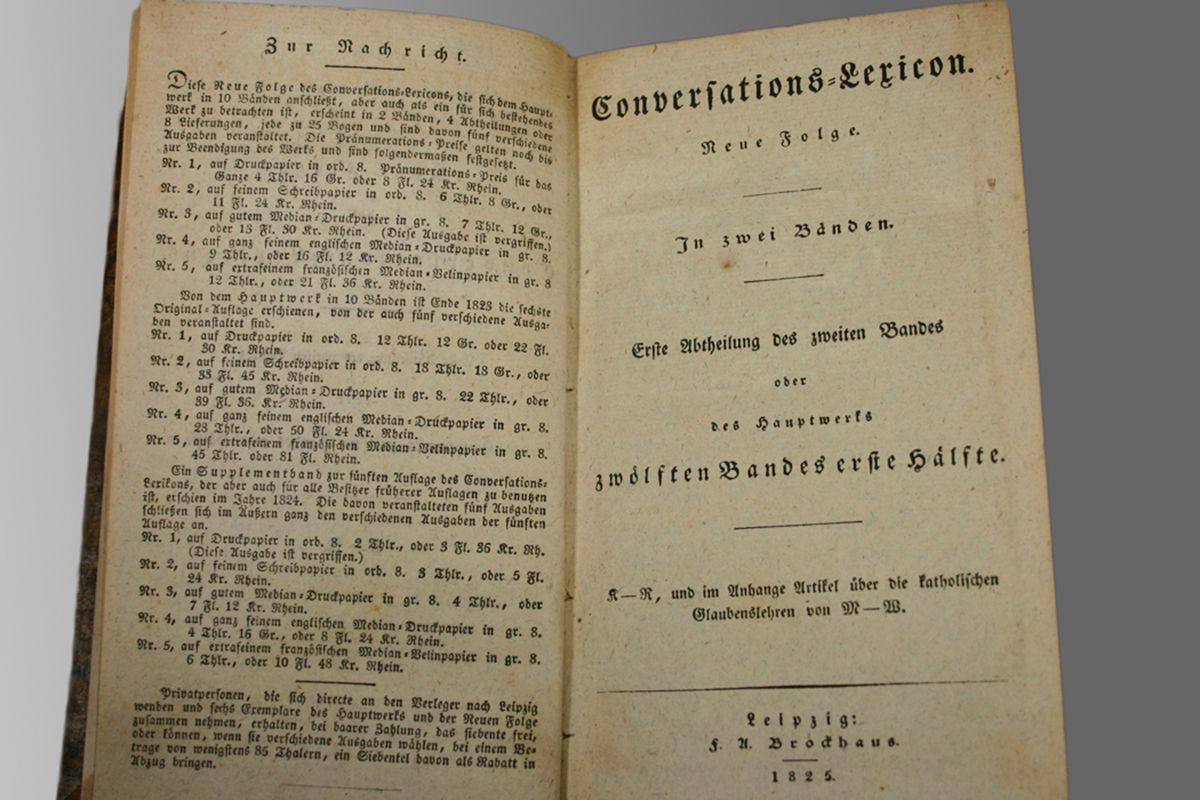 Zur Nachricht.
Diese Neue Folge des Conversations-Lexicons, die sich dem Haupt-
werk in 10 Bänden anschließt, aber auch als ein für sich bestehendes
Werk zu betrachten ist, erscheint in 2 Bänden, 4 Abtheilungen oder
8 Lieferungen, jede zu 25 Bogen und sind davon fünf verschiedene
Ausgaben veranstaltet. Die Pränumerations-Preise gelten noch bis
zur Beendigung des Werks und sind folgendermaßen festgesetzt.
Nr. 1, auf Druckpapier in ord. 8. Pränumerations-Preis für das
Ganze 4 Thlr. 16 Gr. oder 8 Fl. 24 Kr. Rhein.
Nr. 2, auf feinem Schreibpapier in ord. 8. 6 Thlr. 8 Gr., oder
11 Fl. 24 Kr. Rhein.
Nr. 3, auf gutem Median-Druckpapier in gr. 8. 7 Thlr. 12 Gr.,
oder 13 Fl. 30 Kr. Rhein. (Diese Ausgabe ist vergriffen.)
Nr. 4, auf ganz feinem englischen Median-Druckpapier in gr. 8.
9 Thlr., oder 16 Fl. 12 Kr. Rhein.
Nr. 5, auf extrafeinem französischen Median-Velinpapier in gr. 8
12 Thlr., oder 21 Fl. 36 Kr. Rhein.
Von dem Hauptwerk in 10 Bänden ist Ende 1823 die sechste
Original-Auflage erschienen, von der auch fünf verschiedene Ausga-
ben veranstaltet sind.
Nr. 1, auf Druckpapier in ord. 8. 12 Thlr. 12 Gr. oder 22 Fl.
30 Kr. Rhein.
Nr. 2, auf feinem Schreibpapier in ord. 8. 18 Thlr. 18 Gr., oder
33 Fl. 45 Kr. Rhein.
Nr. 3, auf gutem Median-Druckpapier in gr. 8. 22 Thlr., oder
39 Fl. 36. Kr. Rhein.
Nr. 4, auf ganz feinem englischen Median-Druckpapier in gr. 8.
28 Thlr., oder 50 Fl. 24 Kr. Rhein.
Nr. 5, auf extrafeinem französischen Median-Velinpapier in gr. 8.
45 Thlr. oder 81 Fl. Rhein.
Ein Supplementband zur fünften Auflage des Conversations-
Lexikons, der aber auch für alle Besitzer früherer Auflagen zu benutzen
ist, erschien im Jahre 1824. Die davon veranstalteten fünf Ausgaben
schließen sich im Äußern ganz den verschiedenen Ausgaben der fünften
Auflage an.
Nr. 1, auf Druckpapier in ord. 8. 2 Thlr., oder 3 Fl. 36 Kr. Rh.
(Diese Ausgabe ist vergriffen.)
Nr. 2, auf feinem Schreibpapier in ord. 8. 3 Thlr., oder 5 Fl.
24 Kr. Rhein.
Nr. 3, auf gutem Median-Druckpapier in gr. 8. 4 Thlr., oder
7 Fl. 12 Kr. Rhein.
Nr. 4, auf ganz feinem englischen Median-Druckpapier in gr. 8.
4 Thlr. 16 Gr., oder 8 Fl. 24 Kr. Rhein.
Nr. 5, auf extrafeinem französischen Median-Velinpapier in gr. 8.
6 Thlr., oder 10 Fl. 48 Kr. Rhein.
Privatpersonen, die sich directe an den Verleger nach Leipzig
wenden und sechs Exemplare des Hauptwerks und der Neuen Folge
zusammen nehmen, erhalten, bei baarer Zahlung, das siebente frei,
oder können, wenn sie verschiedene Ausgaben wählen, bei einem Be-
trage von wenigstens 85 Thalern, ein Siebentel davon als Rabatt in
Abzug bringen.
Conversations-Lexicon.
Neue Folge.
In zwei Bänden.
Erste Abtheilung des zweiten Bandes
oder
des Hauptwerks
zwölften Bandes erste Hälfte.
K—R, und im Anhange Artikel über die katholischen
Glaubenslehren von M—W.
Leipzig:
F. A. Brockhaus.
1825.